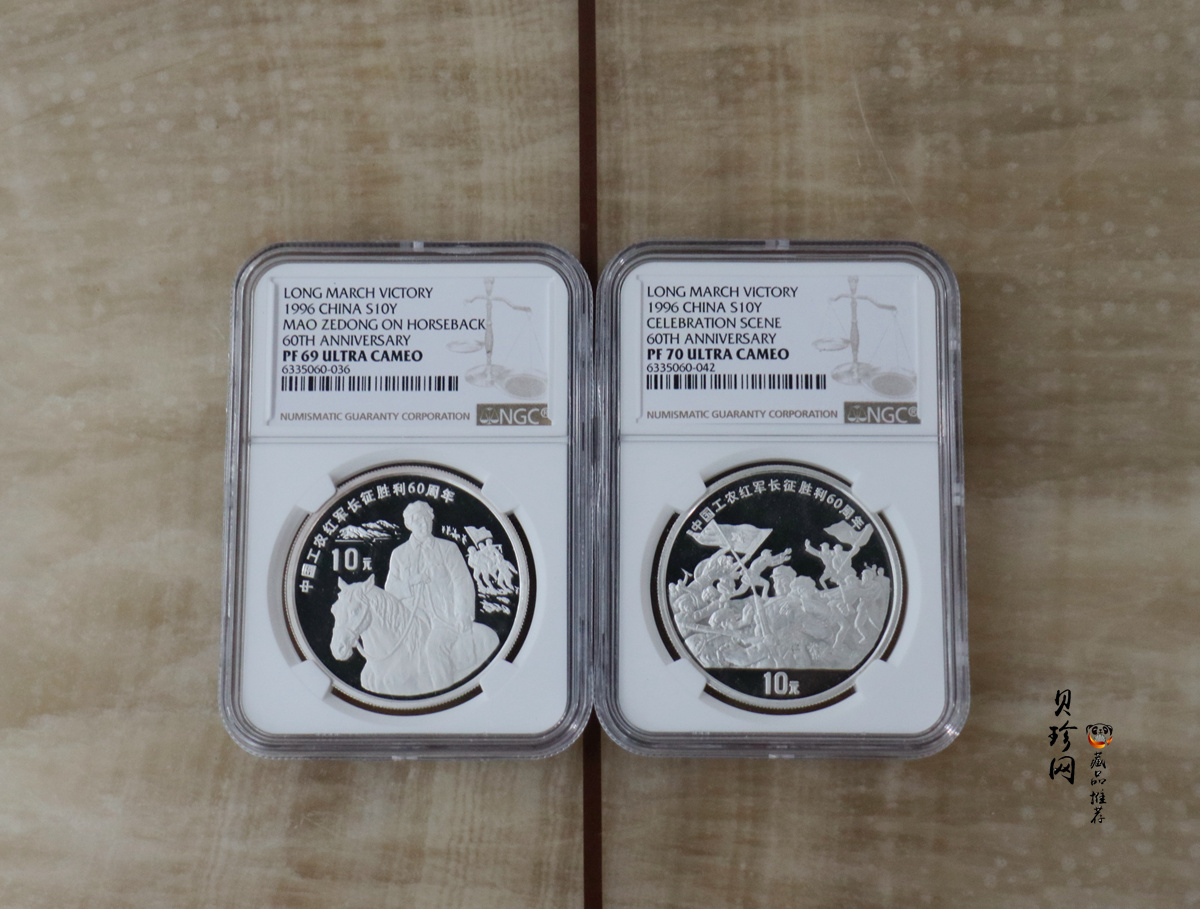 LONG MARCH VICTORY
1996 CHINA S10Y
MAO ZEDONG ON HORSEBACK
60TH ANNIVERSARY
PF 69 ULTRA CAMEO
6335060-036
NUMISMATIC GUARANTY CORPORATION NGC®
中国工农红军长征胜利60周年
10元
LONG MARCH VICTORY
1996 CHINA S10Y
CELEBRATION SCENE
60TH ANNIVERSARY
PF 70 ULTRA CAMEO
6335060-042
NUMISMATIC GUARANTY CORPORATION NGC®
中国工农红军长征胜利60周年
10元
贝珍网
藏品推荐